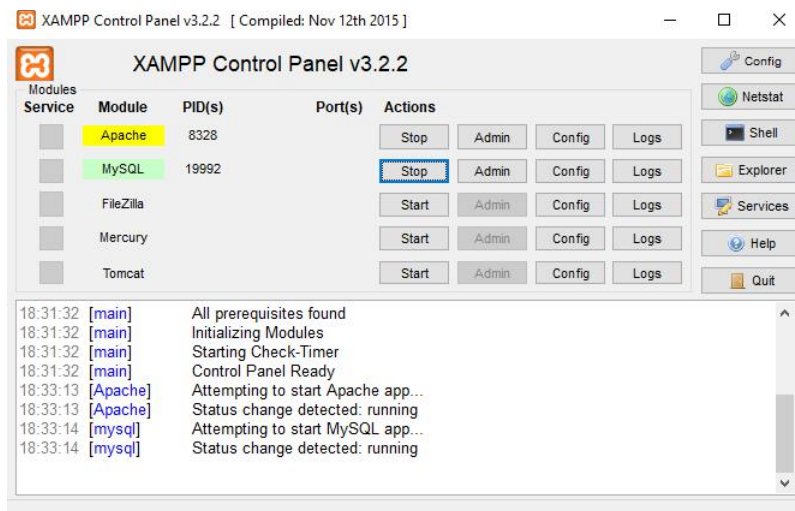 XAMPP Control Panel v3.2.2 [ Compiled: Nov 12th 2015 ]
XAMPP Control Panel v3.2.2
Config
Modules
Service Module PID(s) Port(s) Actions
Netstat
Apache 8328 Stop Admin Config Logs
Shell
MySQL 19992 Stop Admin Config Logs
Explorer
FileZilla Start Admin Config Logs
Services
Mercury Start Admin Config Logs
Help
Tomcat Start Admin Config Logs
Quit
18:31:32 [main] All prerequisites found
18:31:32 [main] Initializing Modules
18:31:32 [main] Starting Check-Timer
18:31:32 [main] Control Panel Ready
18:33:13 [Apache] Attempting to start Apache app...
18:33:13 [Apache] Status change detected: running
18:33:14 [mysql] Attempting to start MySQL app...
18:33:14 [mysql] Status change detected: running